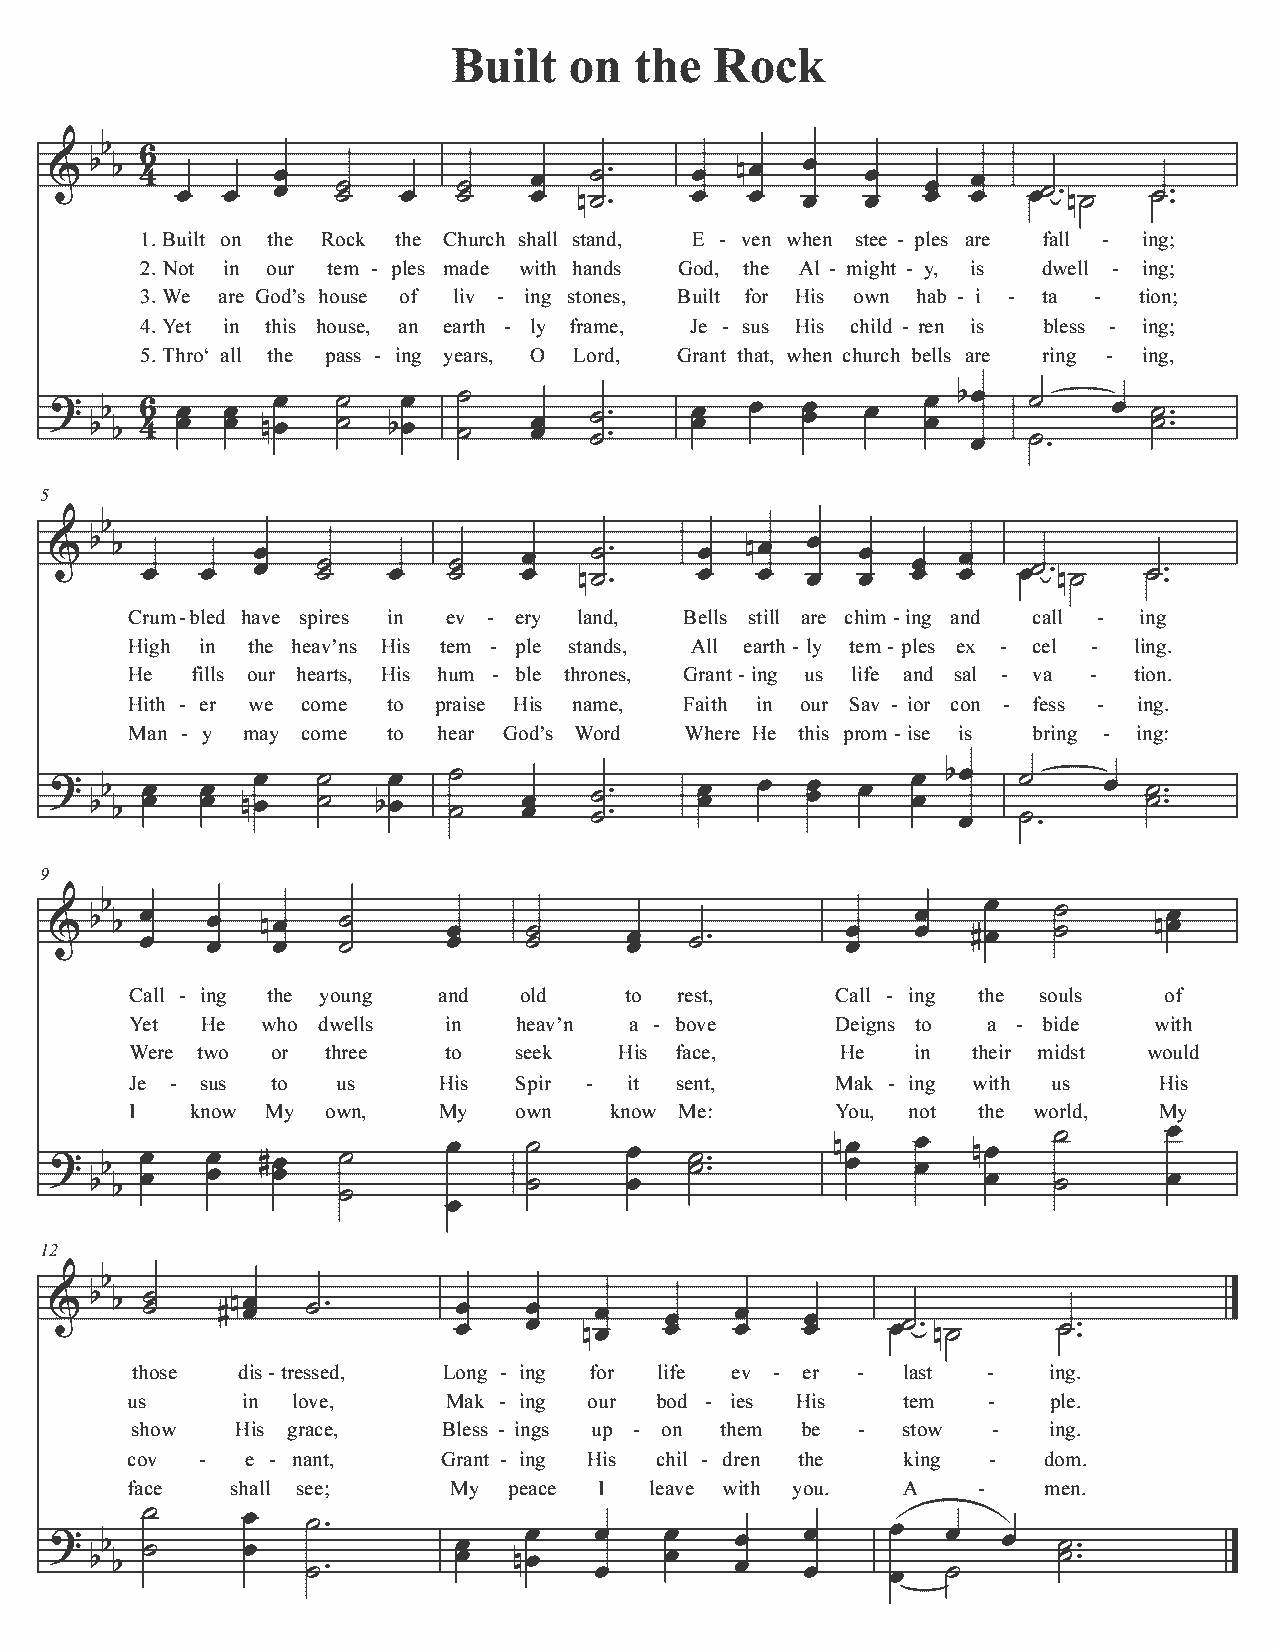 Built on the Rock
1. Built on the Rock the Church shall stand, E - ven when stee - ples are fall - ing;
2. Not in our tem - ples made with hands God, the Al - might - y, is dwell - ing;
3. We are God's house of liv - ing stones, Built for His own hab - i - ta - tion;
4. Yet in this house, an earth - ly frame, Je - sus His child - ren is bless - ing;
5. Thro‘ all the pass - ing years, O Lord, Grant that, when church bells are ring - ing,
5
Crum - bled have spires in ev - ery land, Bells still are chim - ing and call - ing
High in the heav'ns His tem - ple stands, All earth - ly tem - ples ex - cel - ling.
He fills our hearts, His hum - ble thrones, Grant - ing us life and sal - va - tion.
Hith - er we come to praise His name, Faith in our Sav - ior con - fess - ing.
Man - y may come to hear God's Word Where He this prom - ise is bring - ing:
9
Call - ing the young and old to rest, Call - ing the souls of
Yet He who dwells in heav'n a - bove Deigns to a - bide with
Were two or three to seek His face, He in their midst would
Je - sus to us His Spir - it sent, Mak - ing with us His
I know My own, My own know Me: You, not the world, My
12
those dis - tressed, Long - ing for life ev - er - last - ing.
us in love, Mak - ing our bod - ies His tem - ple.
show His grace, Bless - ings up - on them be - stow - ing.
cov - e - nant, Grant - ing His chil - dren the king - dom.
face shall see; My peace I leave with you. A - men.